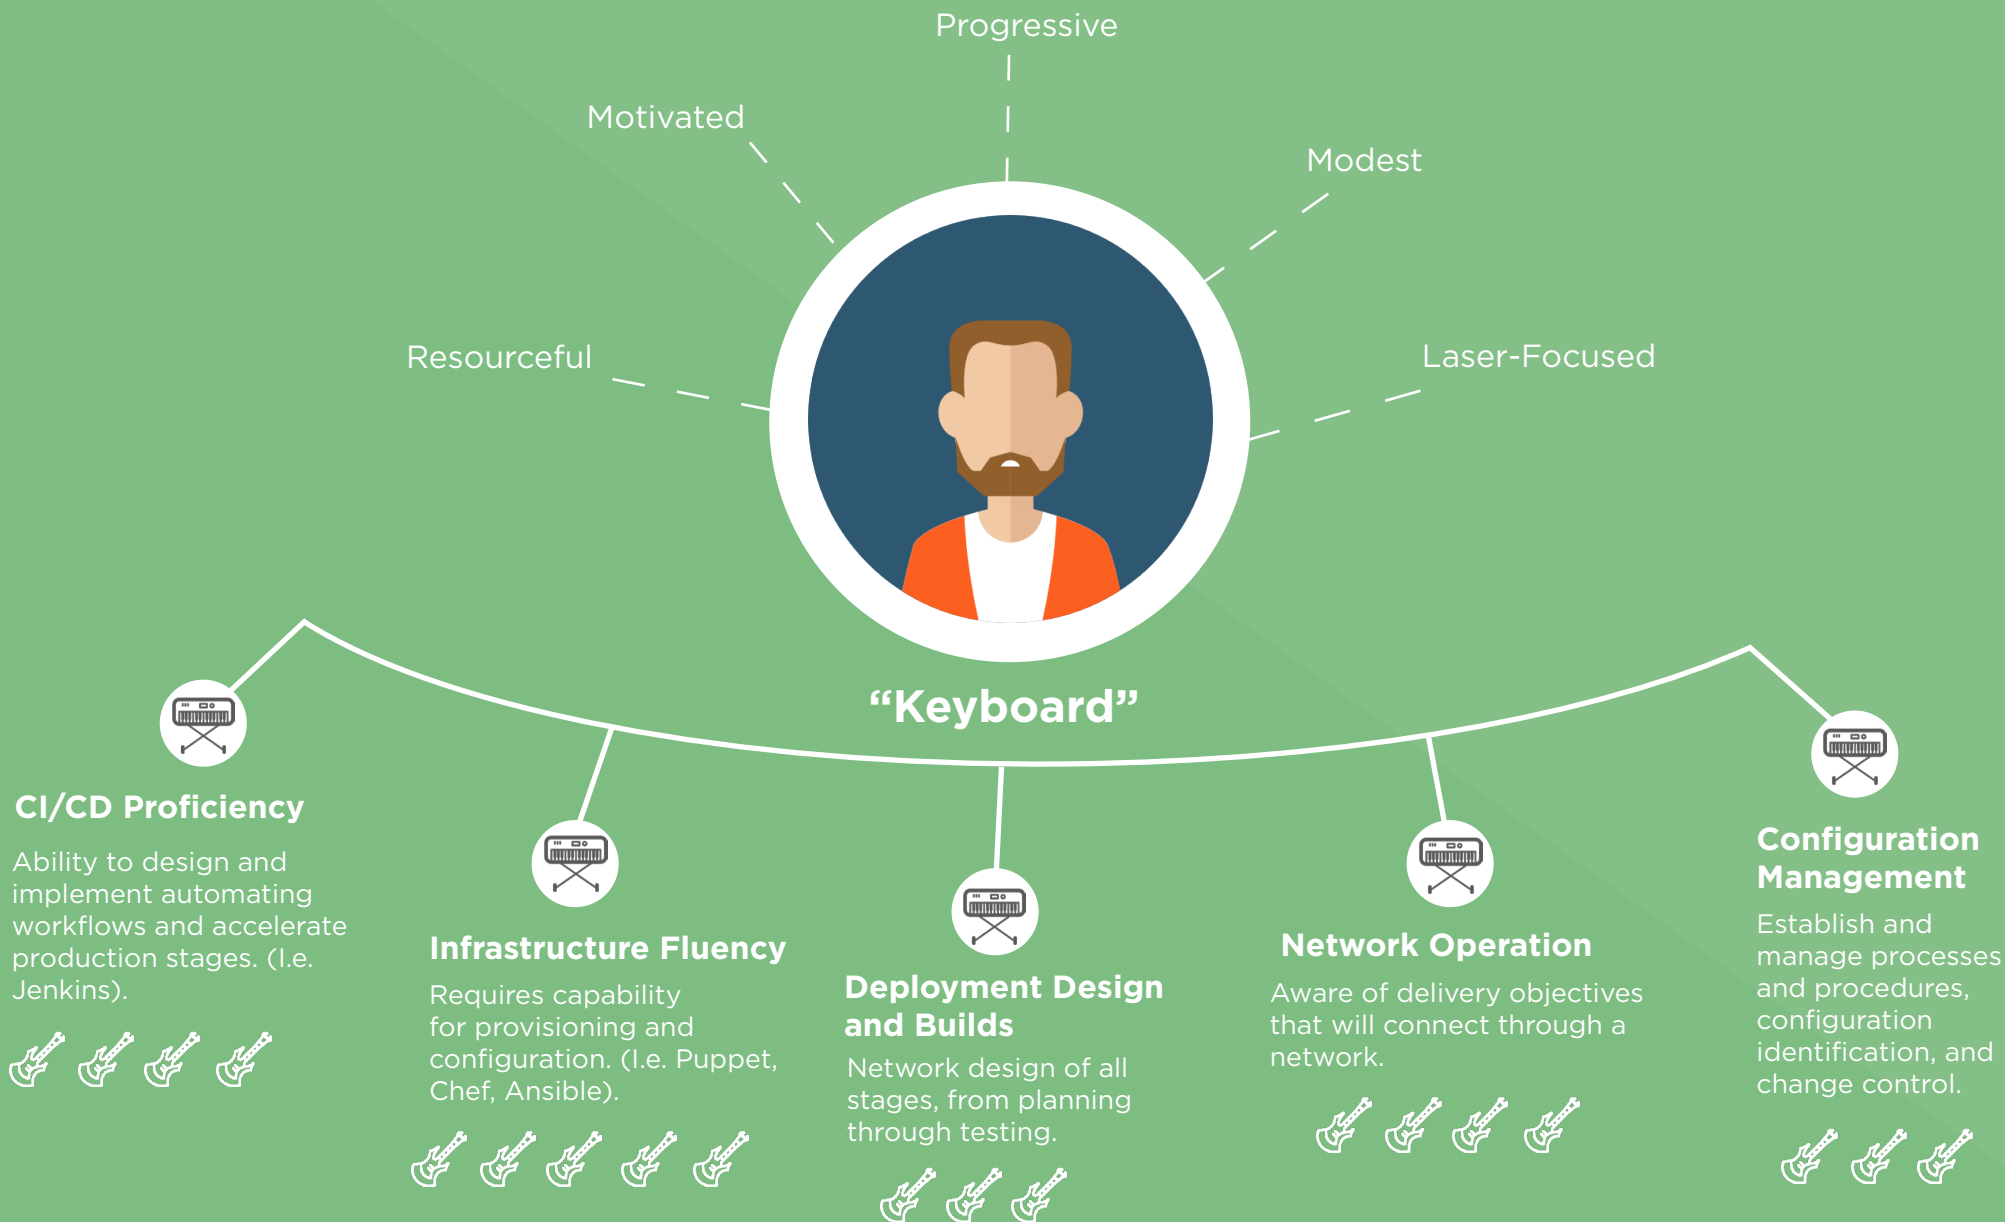 Progressive
Motivated
Modest
Resourceful
Laser-Focused
“Keyboard”
CI/CD Proficiency
Ability to design and
implement automating
workflows and accelerate
production stages. (I.e.
Jenkins).
Infrastructure Fluency
Requires capability
for provisioning and
configuration. (I.e. Puppet,
Chef, Ansible).
Deployment Design
and Builds
Network design of all
stages, from planning
through testing.
Network Operation
Aware of delivery objectives
that will connect through a
network.
Configuration
Management
Establish and
manage processes
and procedures,
configuration
identification, and
change control.